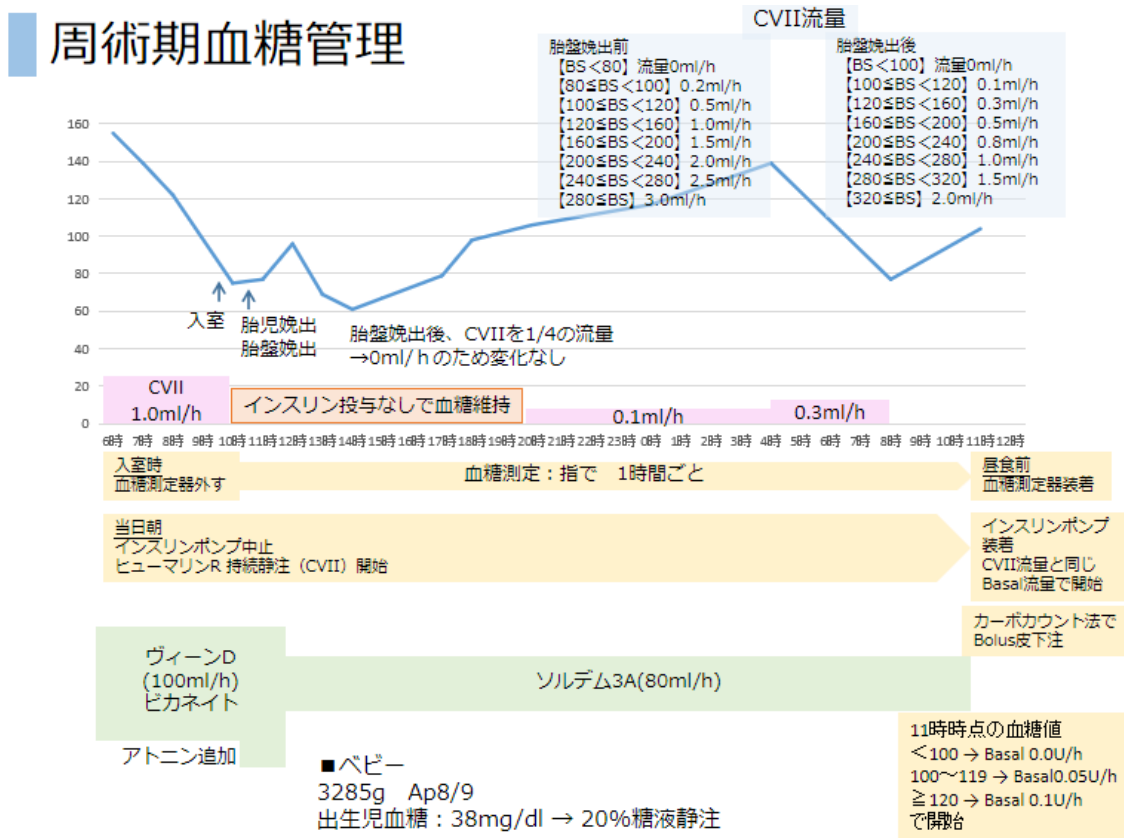 周術期血糖管理
CVII流量
胎盤娩出前
【BS<80】流量0ml/h
【80≦BS<100】0.2ml/h
【100≦BS<120】0.5ml/h
【120≦BS<160】1.0ml/h
【160≦BS<200】1.5ml/h
【200≦BS<240】2.0ml/h
【240≦BS<280】2.5ml/h
【280≦BS】3.0ml/h
胎盤娩出後
【BS<100】流量0ml/h
【100≦BS<120】0.1ml/h
【120≦BS<160】0.3ml/h
【160≦BS<200】0.5ml/h
【200≦BS<240】0.8ml/h
【240≦BS<280】1.0ml/h
【280≦BS<320】1.5ml/h
【320≦BS】2.0ml/h
160
140
120
100
80
60
40
20
0
入室
胎児娩出
胎盤娩出
胎盤娩出後、CVIIを1/4の流量
→0ml/hのため変化なし
CVII
1.0ml/h
インスリン投与なしで血糖維持
0.1ml/h
0.3ml/h
6時 7時 8時 9時 10時 11時 12時 13時 14時 15時 16時 17時 18時 19時 20時 21時 22時 23時 0時 1時 2時 3時 4時 5時 6時 7時 8時 9時 10時 11時 12時
入室時
血糖測定器外す
血糖測定：指で 1時間ごと
昼食前
血糖測定器装着
当日朝
インスリンポンプ中止
ヒューマリンR 持続静注（CVII）開始
インスリンポンプ
装着
CVII流量と同じ
Basal流量で開始
カーボカウント法で
Bolus皮下注
ヴィーンD
(100ml/h)
ビカネイト
ソルデム3A(80ml/h)
アトニン追加
11時時点の血糖値
<100 → Basal 0.0U/h
100～119 → Basal0.05U/h
≧120 → Basal 0.1U/h
で開始
■ベビー
3285g Ap8/9
出生児血糖：38mg/dl → 20%糖液静注